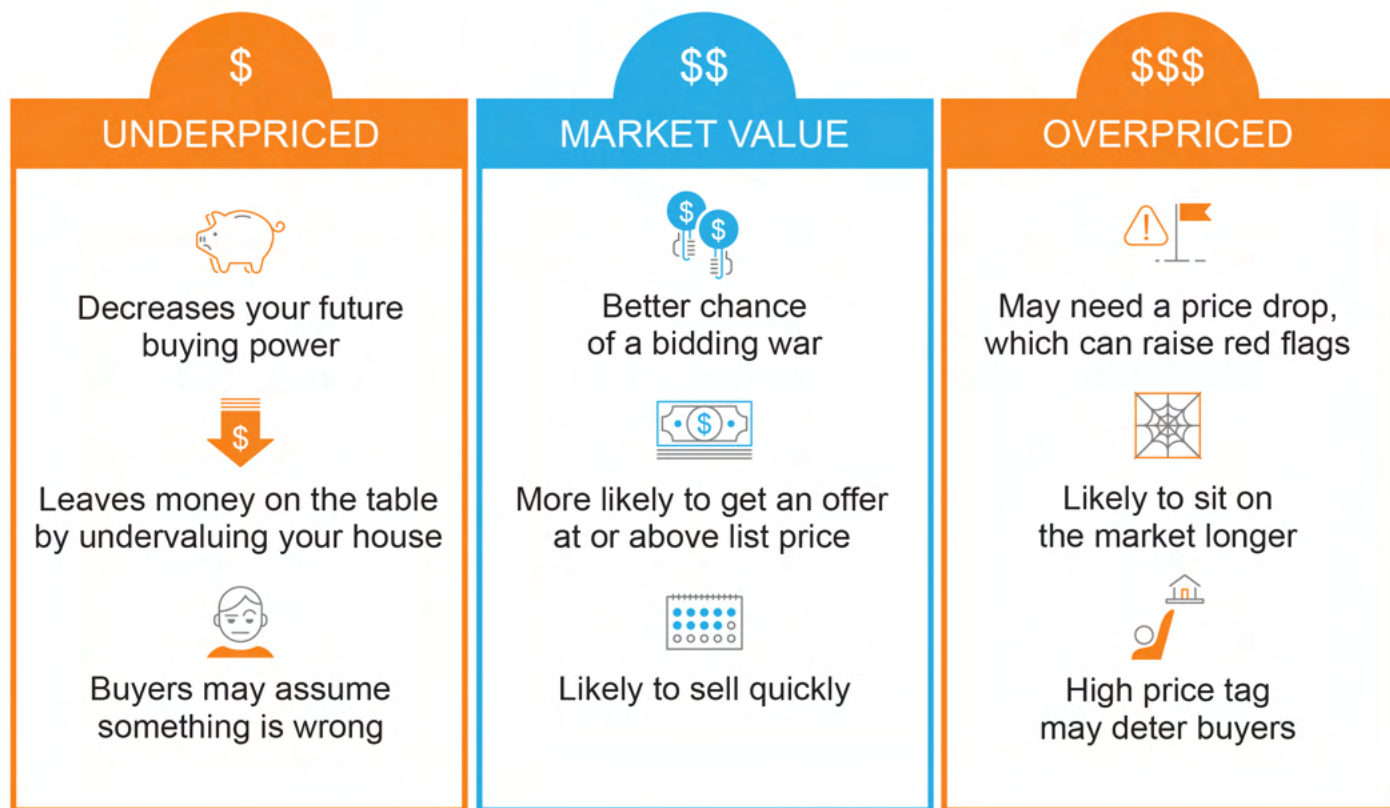 $
UNDERPRICED
$
Decreases your future
buying power
$
Leaves money on the table
by undervaluing your house
Buyers may assume
something is wrong
$$
MARKET VALUE
$
$
Better chance
of a bidding war
$
More likely to get an offer
at or above list price
Likely to sell quickly
$$$
OVERPRICED
!
May need a price drop,
which can raise red flags
Likely to sit on
the market longer
High price tag
may deter buyers